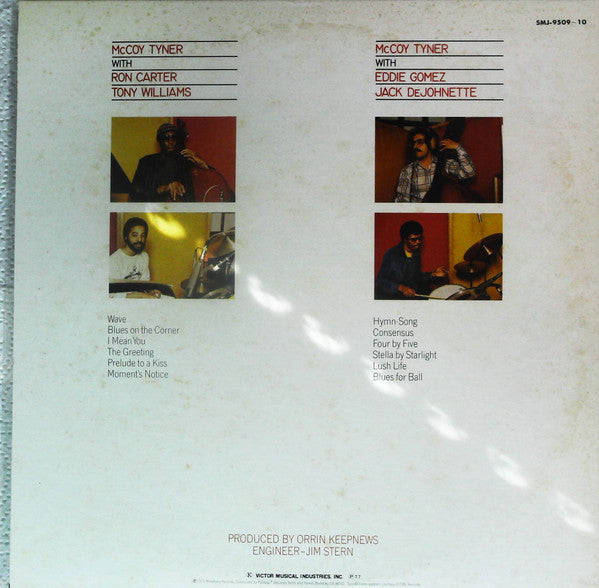 SMJ-9509~10
McCOY TYNER
WITH
RON CARTER
TONY WILLIAMS
McCOY TYNER
WITH
EDDIE GOMEZ
JACK DeJOHNETTE
Wave
Blues on the Corner
I Mean You
The Greeting
Prelude to a Kiss
Moment's Notice
Hymn-Song
Consensus
Four by Five
Stella by Starlight
Lush Life
Blues for Ball
PRODUCED BY ORRIN KEEPNEWS
ENGINEER–JIM STERN
VICTOR MUSICAL INDUSTRIES, INC.